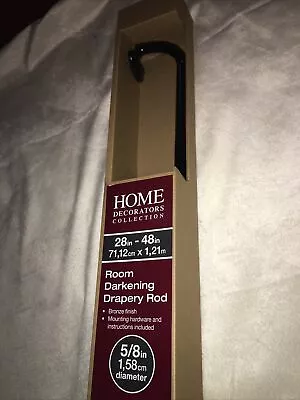 HOME
DECORATORS
COLLECTION
28in - 48in
71,12cm x 1,21m
Room
Darkening
Drapery Rod
• Bronze finish
• Mounting hardware and
instructions included
5/8in
1,58cm
diameter